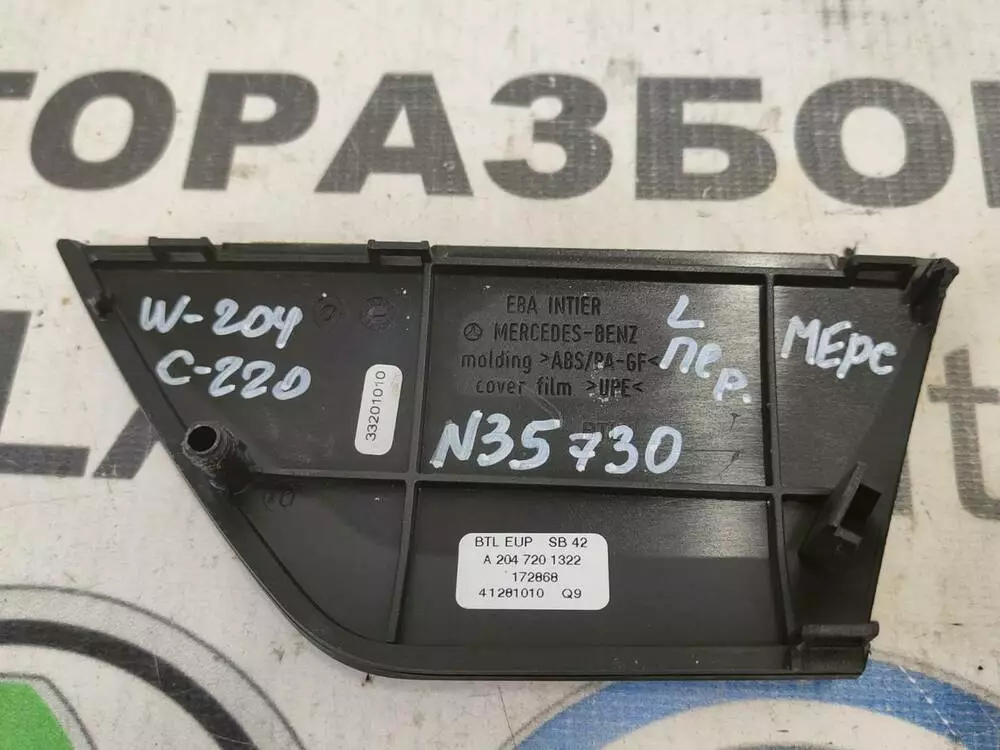 ТОРАЗБО
W-204
C-220
33201010
EBA INTIER
MERCEDES-BENZ
molding >ABS/PA-GF<
cover film >UPE<
L
пер.
МЕРС
N35730
BTL EUP SB 42
A 204 720 1322
172868
41281010 Q9